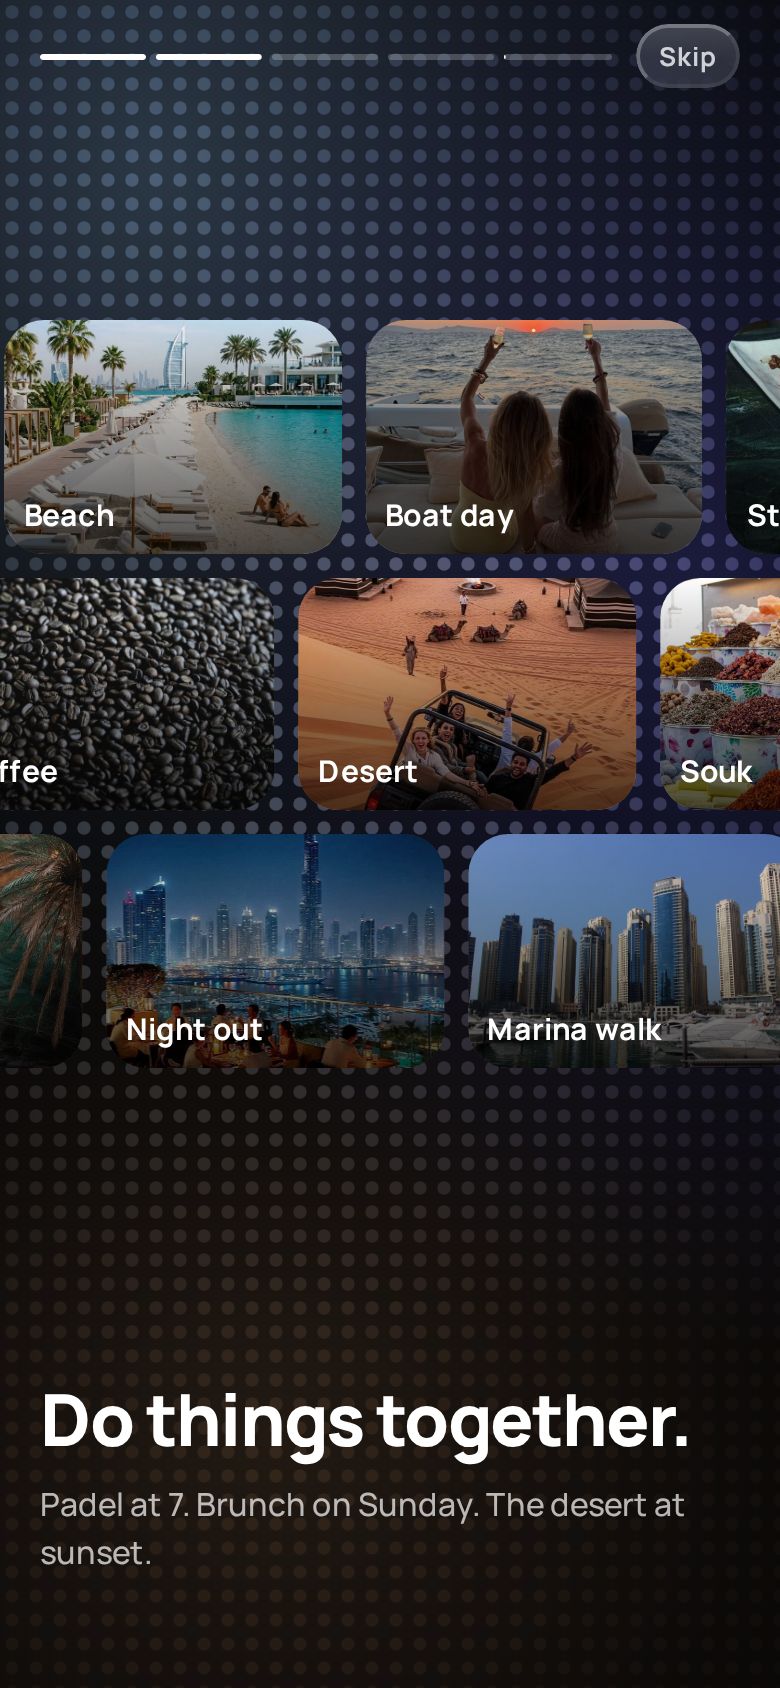 Skip
Beach
Boat day
St
ffee
Desert
Souk
Night out
Marina walk
Do things together.
Padel at 7. Brunch on Sunday. The desert at
sunset.